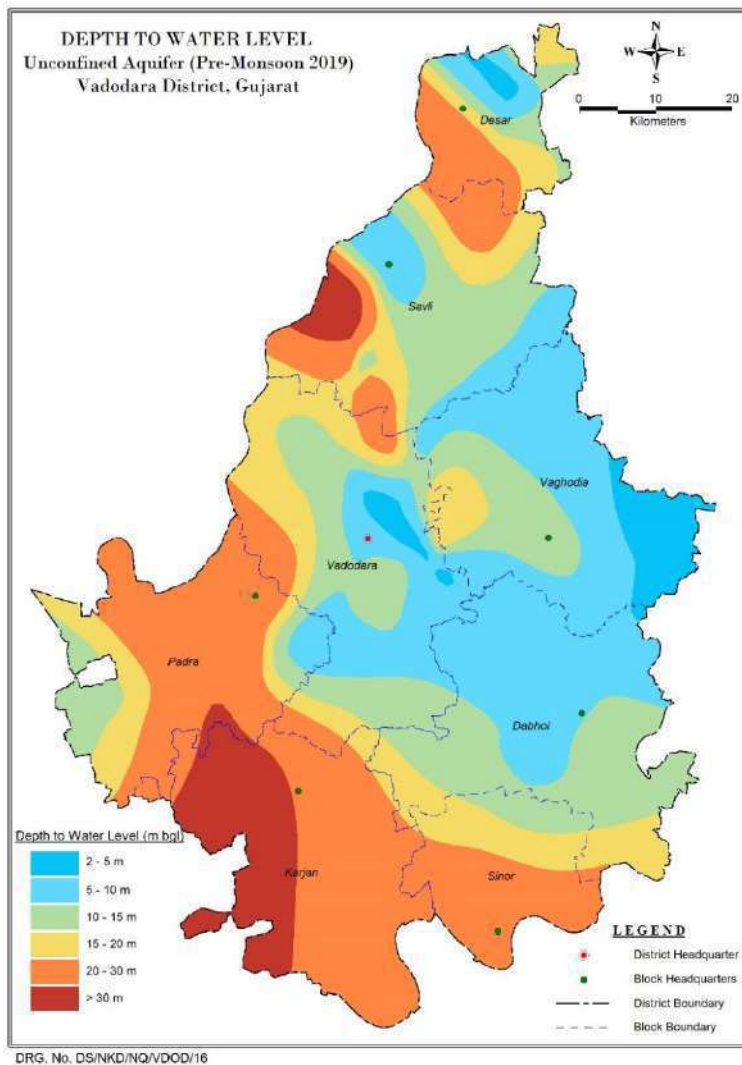 DEPTH TO WATER LEVEL
Unconfined Aquifer (Pre-Monsoon 2019)
Vadodara District, Gujarat
N
W E
S
0 10 20
Kilometers
Desar
Savli
Vaghodia
Vadodara
Padra
Dabhoi
Karjan
Sinor
Depth to Water Level (m bgl)
2 - 5 m
5 - 10 m
10 - 15 m
15 - 20 m
20 - 30 m
> 30 m
LEGEND
District Headquarter
Block Headquarters
District Boundary
Block Boundary
DRG. No. DS/NKD/NQ/VDOD/16